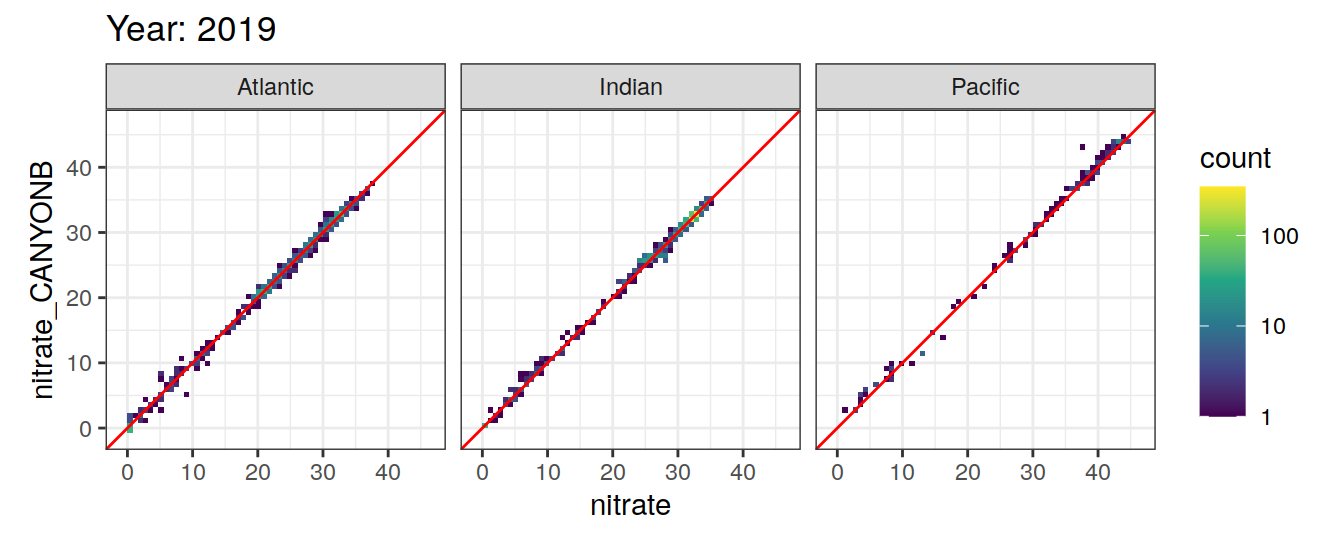 Year: 2019
Atlantic
Indian
Pacific
nitrate_CANYONB
40
30
20
10
0
0 10 20 30 40
0 10 20 30 40
0 10 20 30 40
nitrate
count
100
10
1